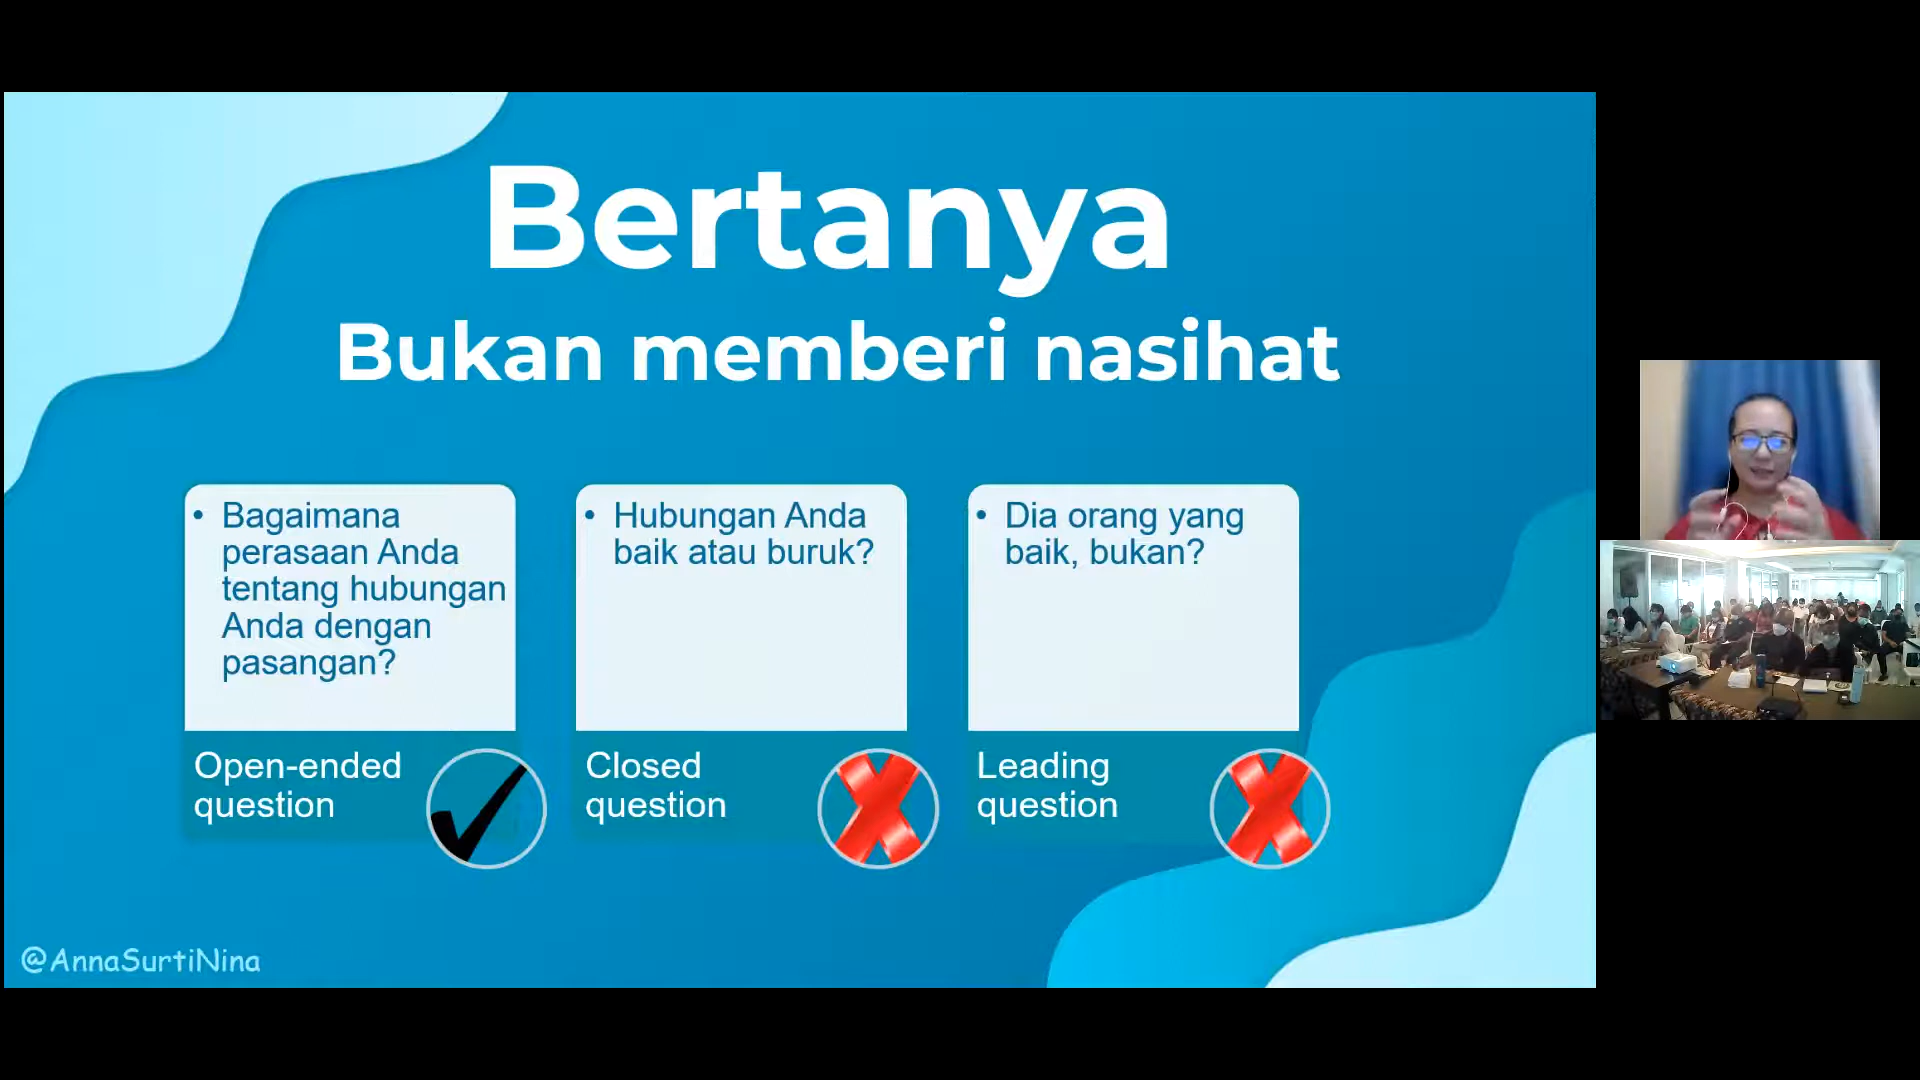 Bertanya
Bukan memberi nasihat
• Bagaimana
perasaan Anda
tentang hubungan
Anda dengan
pasangan?
Open-ended
question
• Hubungan Anda
baik atau buruk?
Closed
question
• Dia orang yang
baik, bukan?
Leading
question
@AnnaSurtiNina